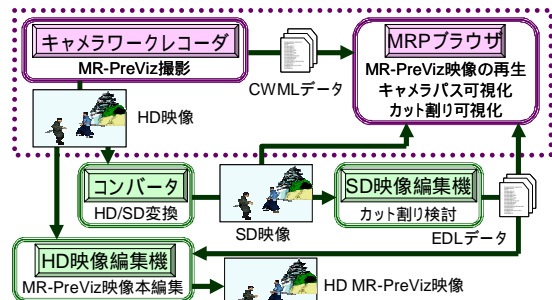 キャメラワークレコーダ
MR-PreViz撮影
CWMLデータ
MRPブラウザ
MR-PreViz映像の再生
キャメラパス可視化
カット割り可視化
HD映像
コンバータ
HD/SD変換
SD映像
SD映像編集機
カット割り検討
EDLデータ
HD映像編集機
MR-PreViz映像本編集
HD MR-PreViz映像